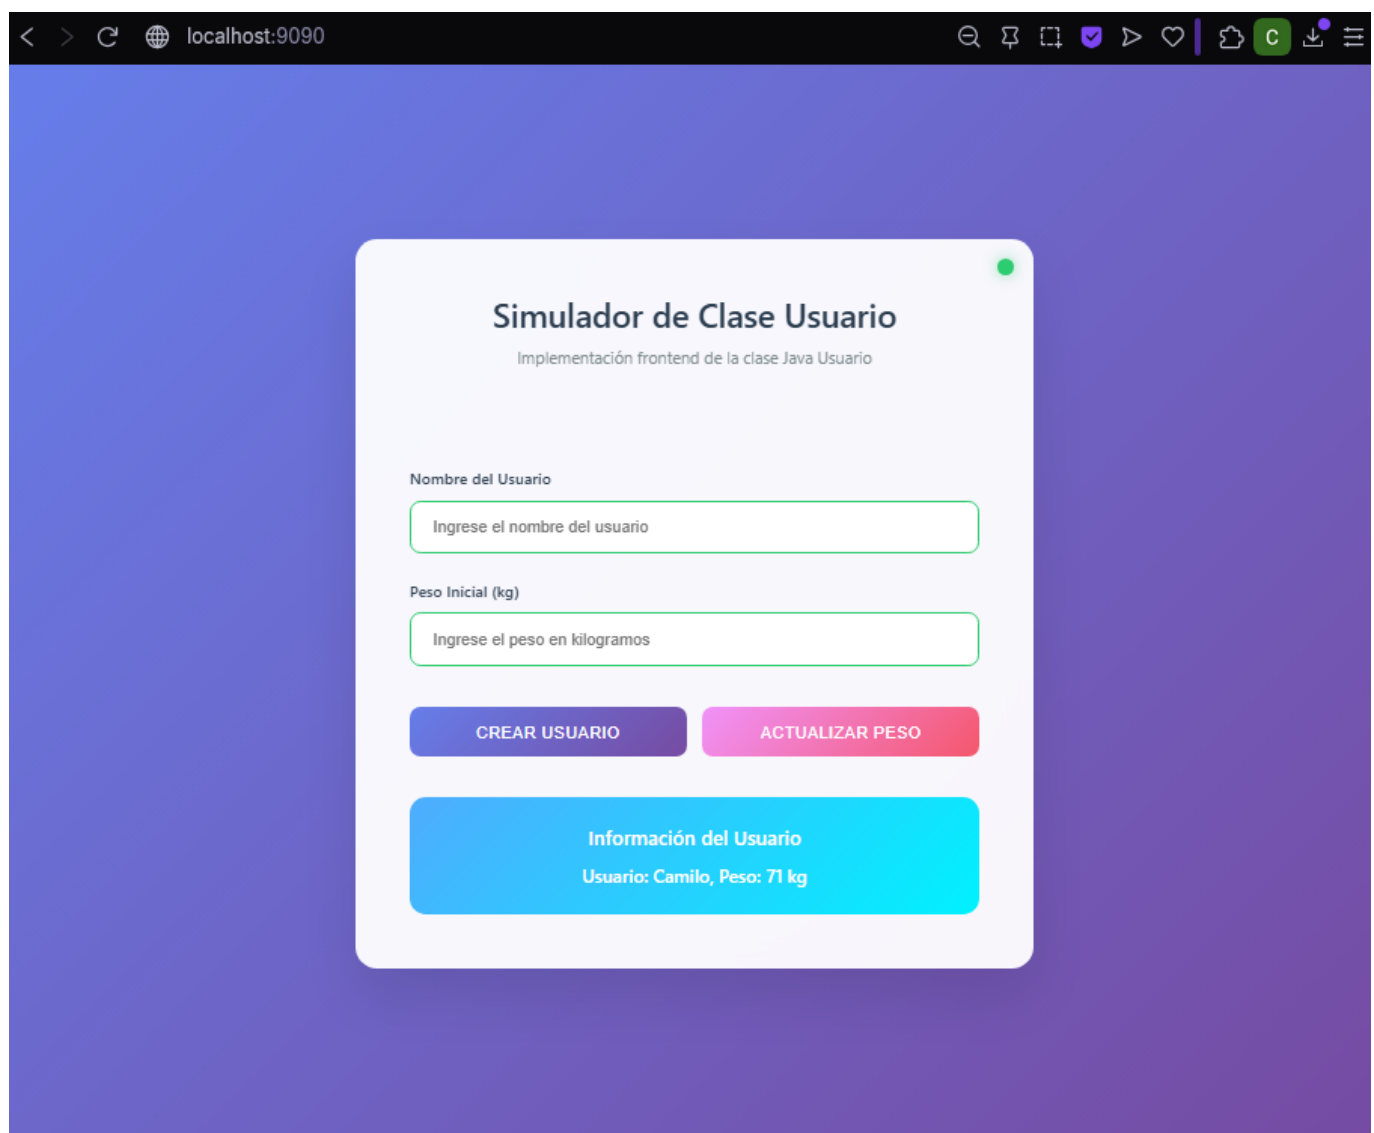 localhost:9090
C
Simulador de Clase Usuario
Implementación frontend de la clase Java Usuario
Nombre del Usuario
Ingrese el nombre del usuario
Peso Inicial (kg)
Ingrese el peso en kilogramos
CREAR USUARIO
ACTUALIZAR PESO
Información del Usuario
Usuario: Camilo, Peso: 71 kg